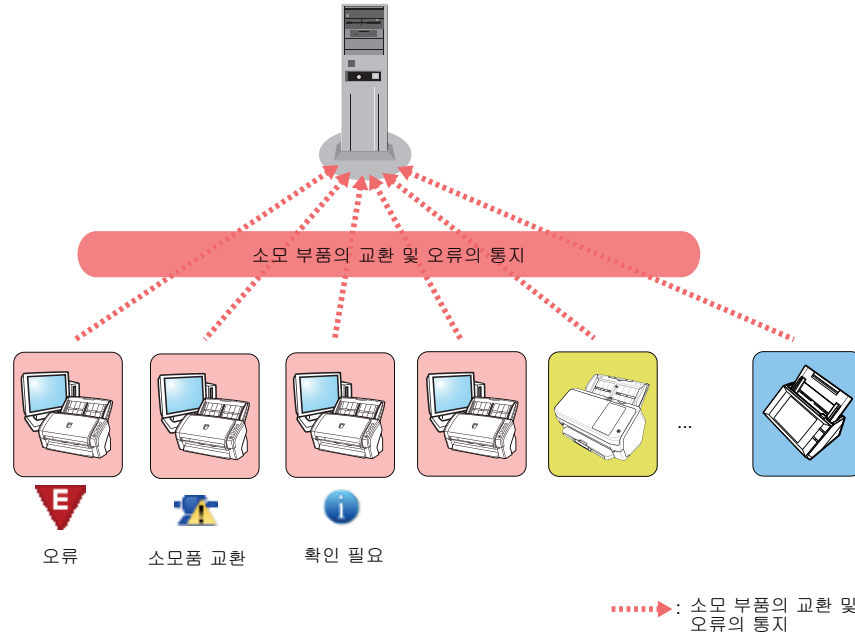 소모 부품의 교환 및 오류의 통지
...
E
i
오류
소모품 교환
확인 필요
: 소모 부품의 교환 및
오류의 통지